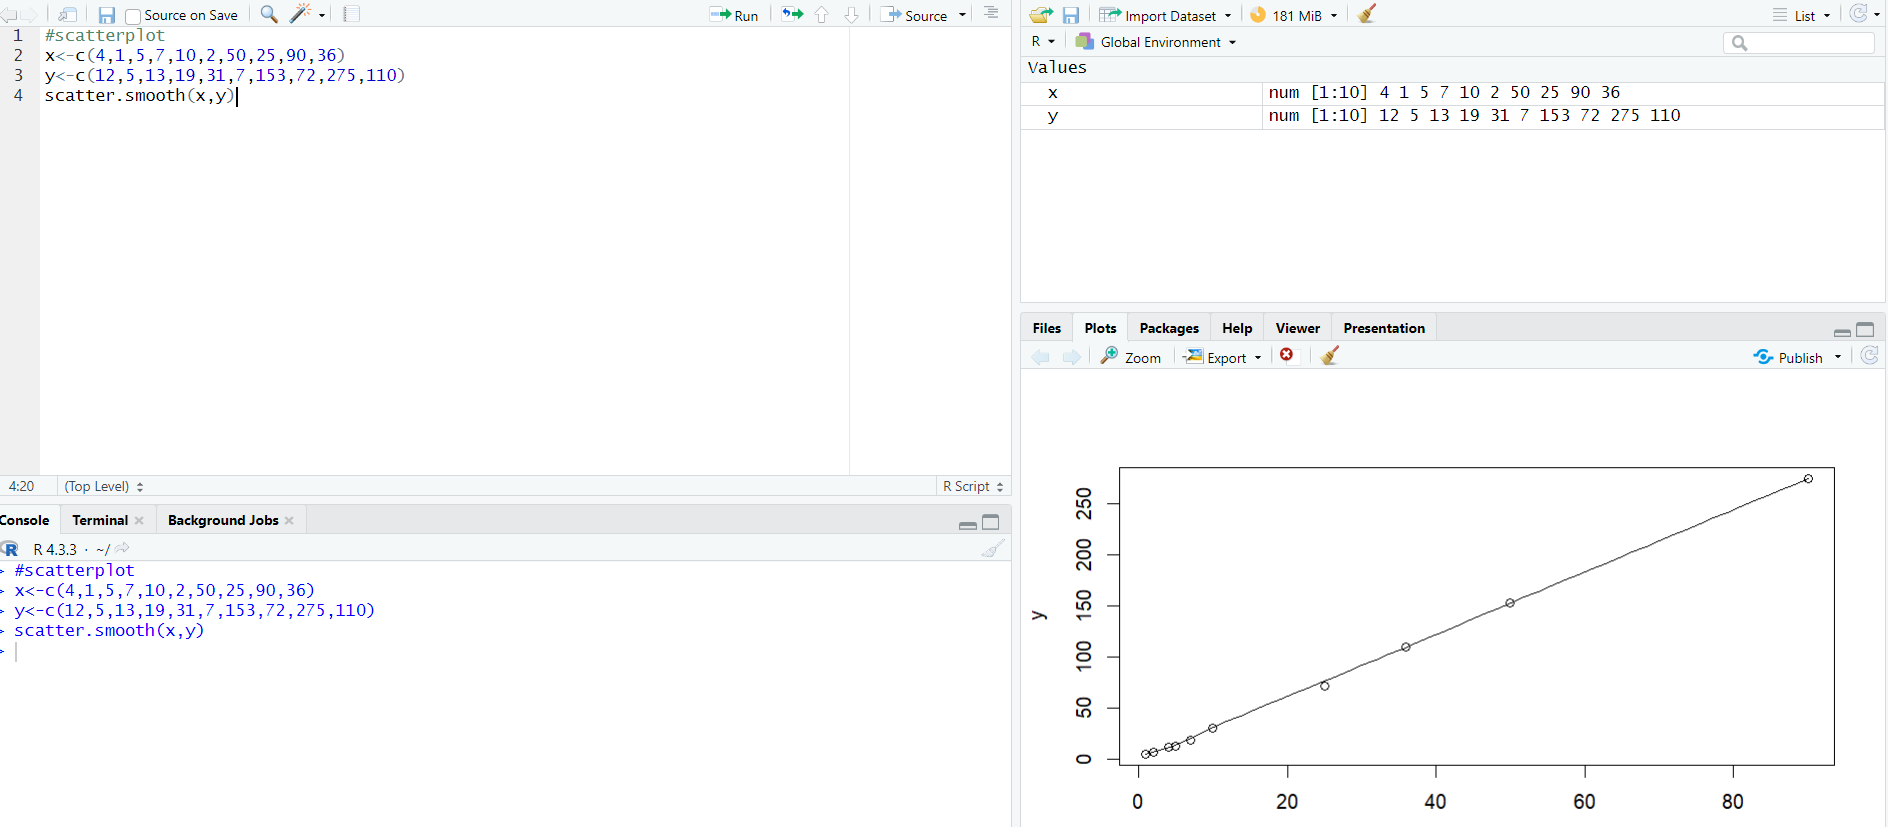 Source on Save
Run
Source
1 #scatterplot
2 x<-c(4,1,5,7,10,2,50,25,90,36)
3 y<-c(12,5,13,19,31,7,153,72,275,110)
4 scatter.smooth(x,y)
4:20 (Top Level) R Script
Console Terminal Background Jobs
R R 4.3.3 · ~/
> #scatterplot
> x<-c(4,1,5,7,10,2,50,25,90,36)
> y<-c(12,5,13,19,31,7,153,72,275,110)
> scatter.smooth(x,y)
>
Import Dataset 181 MiB List
R Global Environment
Values
x num [1:10] 4 1 5 7 10 2 50 25 90 36
y num [1:10] 12 5 13 19 31 7 153 72 275 110
Files Plots Packages Help Viewer Presentation
Zoom Export Publish
250
200
150
100
50
0
y
0 20 40 60 80